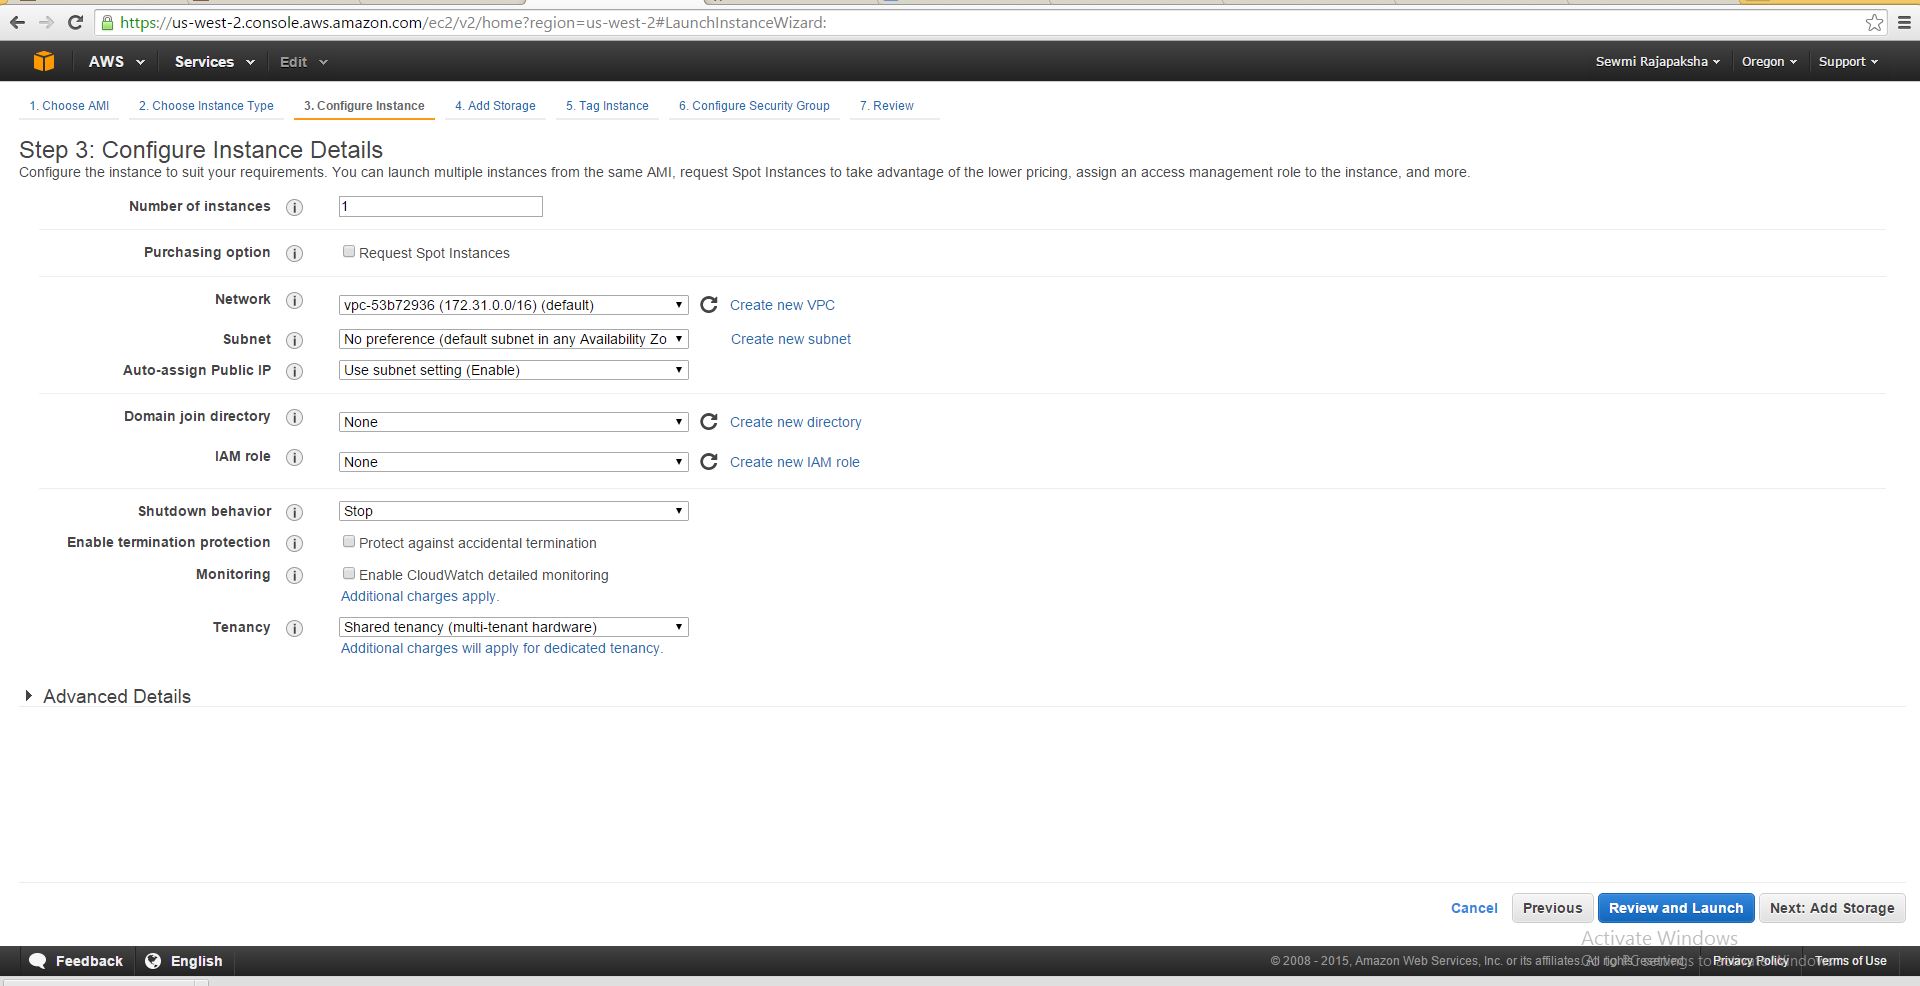 https://us-west-2.console.aws.amazon.com/ec2/v2/home?region=us-west-2#LaunchInstanceWizard:
AWS Services Edit Sewmi Rajapaksha Oregon Support
1. Choose AMI 2. Choose Instance Type 3. Configure Instance 4. Add Storage 5. Tag Instance 6. Configure Security Group 7. Review
Step 3: Configure Instance Details
Configure the instance to suit your requirements. You can launch multiple instances from the same AMI, request Spot Instances to take advantage of the lower pricing, assign an access management role to the instance, and more.
Number of instances 1
Purchasing option Request Spot Instances
Network vpc-53b72936 (172.31.0.0/16) (default) Create new VPC
Subnet No preference (default subnet in any Availability Zo Create new subnet
Auto-assign Public IP Use subnet setting (Enable)
Domain join directory None Create new directory
IAM role None Create new IAM role
Shutdown behavior Stop
Enable termination protection Protect against accidental termination
Monitoring Enable CloudWatch detailed monitoring
Additional charges apply.
Tenancy Shared tenancy (multi-tenant hardware)
Additional charges will apply for dedicated tenancy.
Advanced Details
Cancel Previous Review and Launch Next: Add Storage
Activate Windows
Feedback English © 2008 - 2015, Amazon Web Services, Inc. or its affiliates. All rights reserved. Privacy Policy Terms of Use
Go to PC settings to activate Windows.